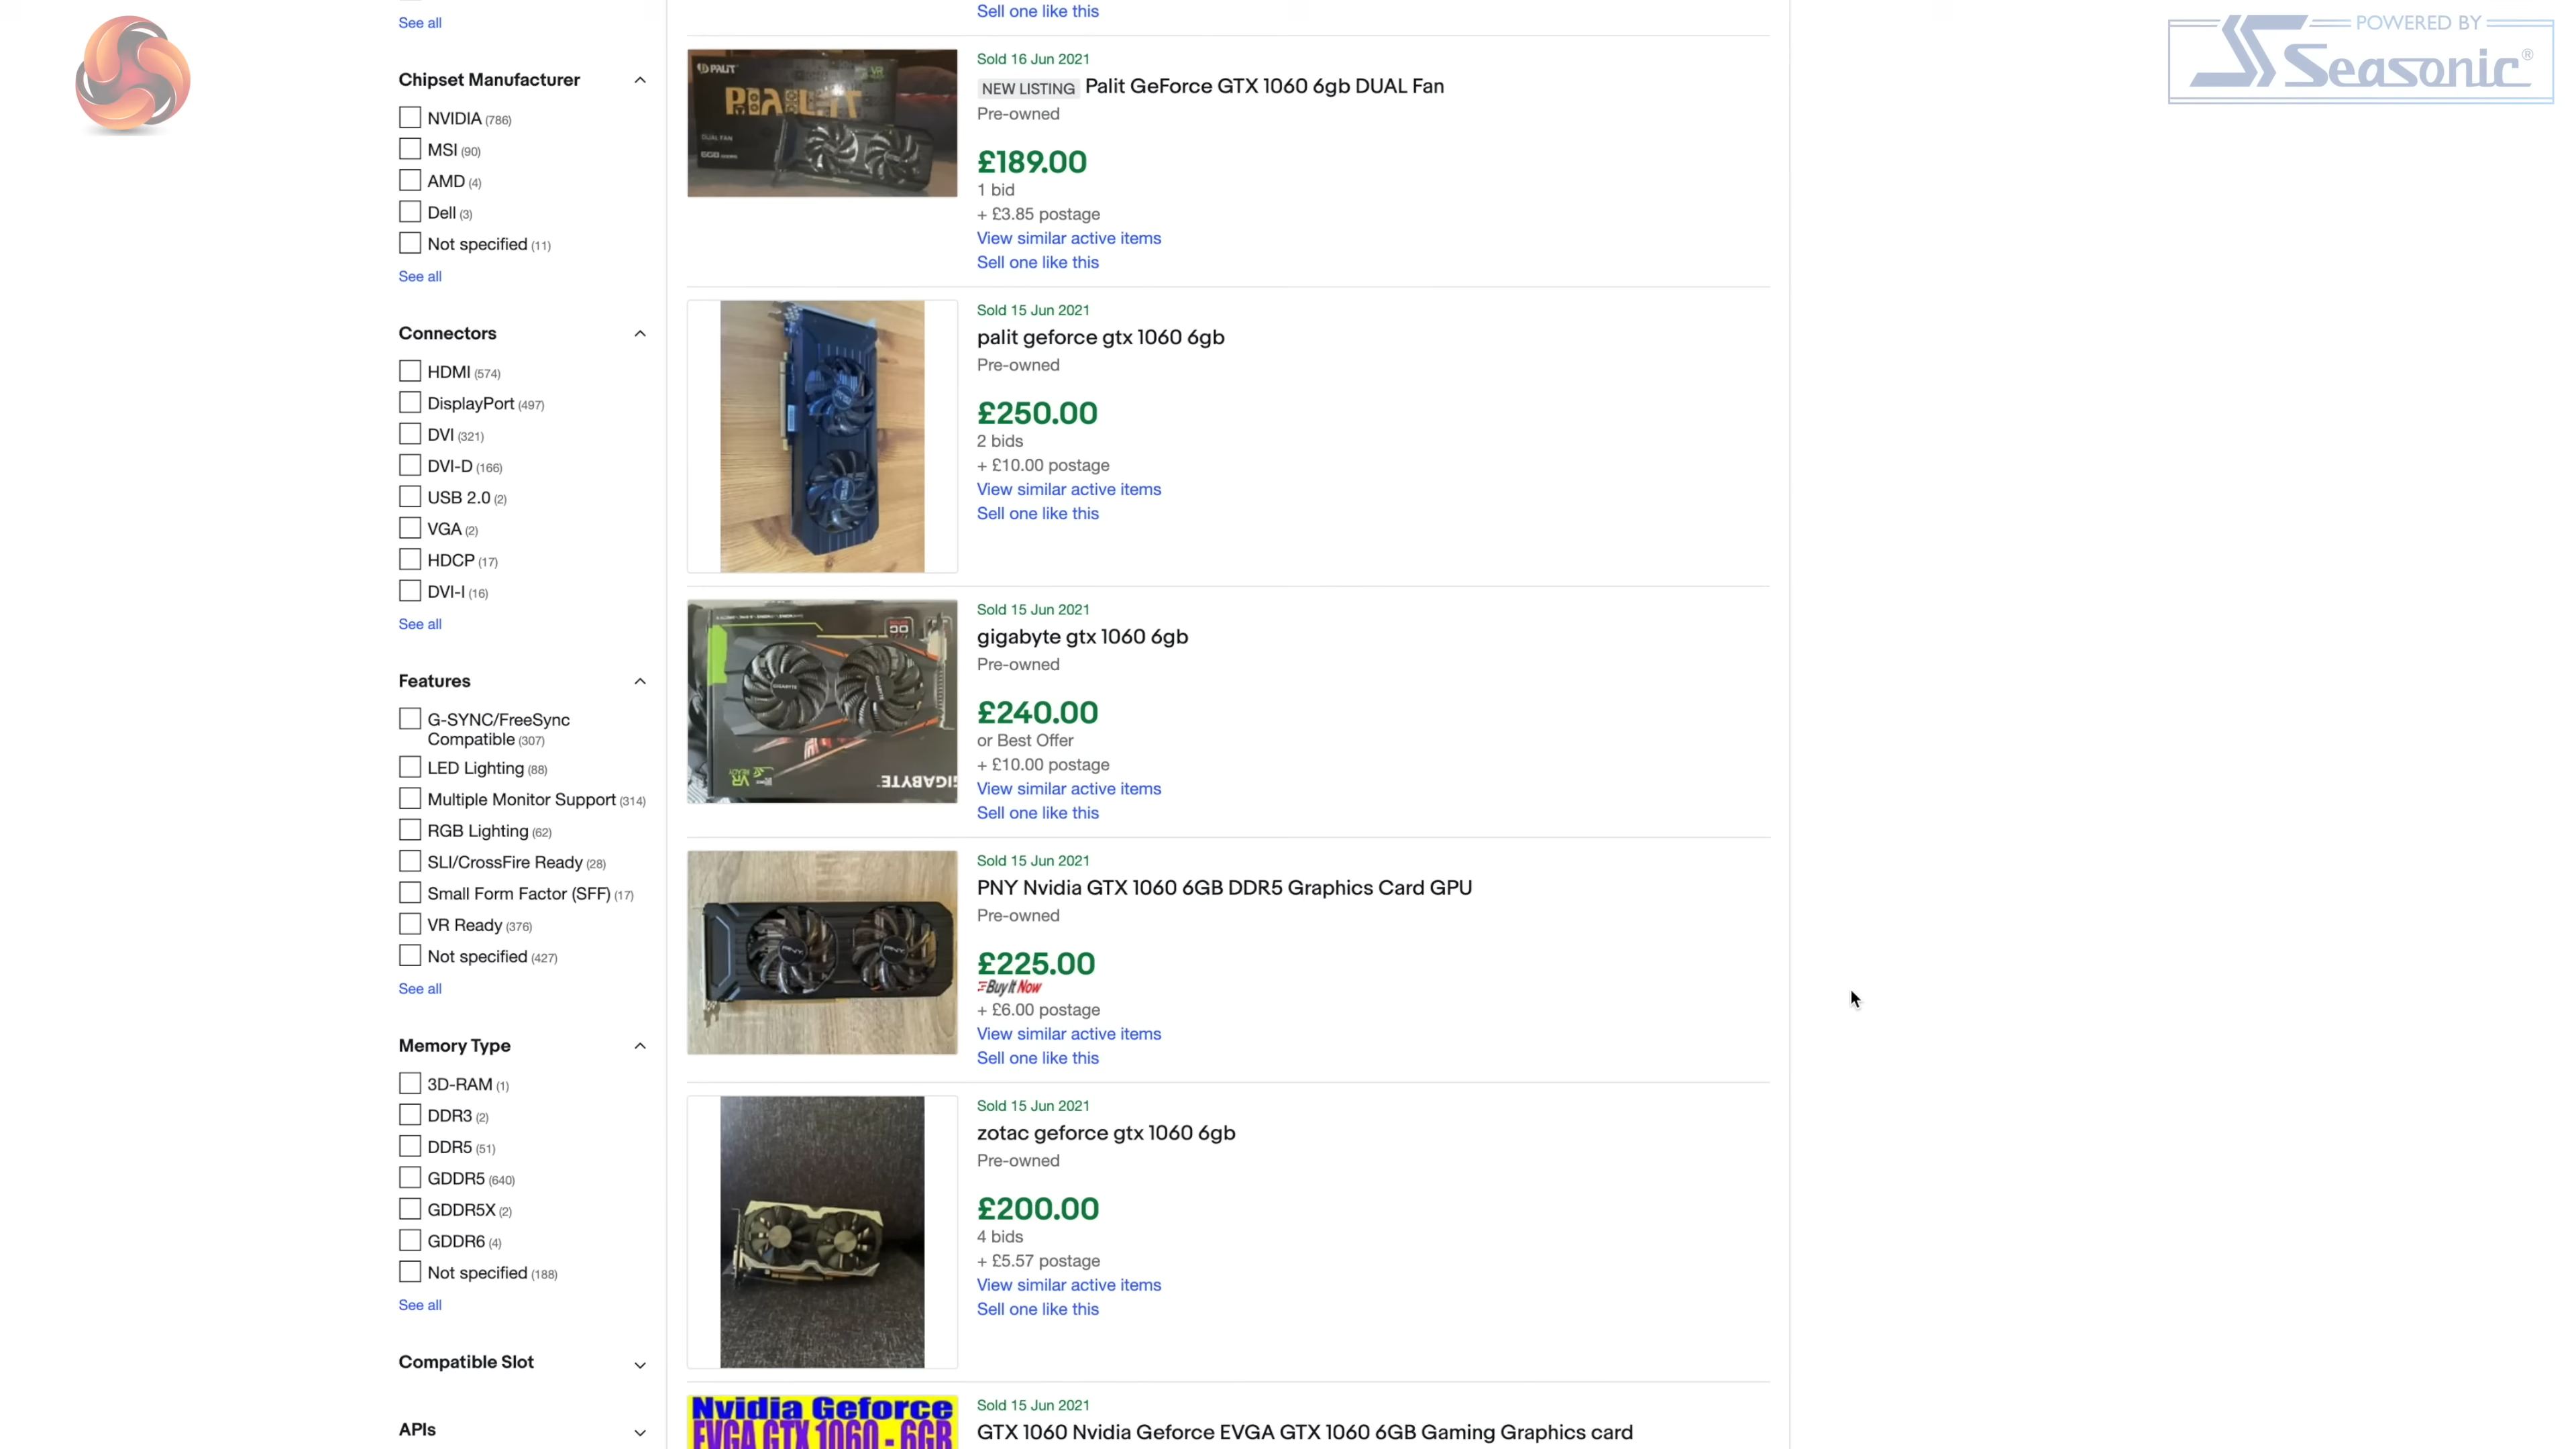 See all
Chipset Manufacturer
NVIDIA (786)
MSI (90)
AMD (4)
Dell (3)
Not specified (11)
See all
Connectors
HDMI (574)
DisplayPort (497)
DVI (321)
DVI-D (166)
USB 2.0 (2)
VGA (2)
HDCP (17)
DVI-I (16)
See all
Features
G-SYNC/FreeSync
Compatible (307)
LED Lighting (88)
Multiple Monitor Support (314)
RGB Lighting (62)
SLI/CrossFire Ready (28)
Small Form Factor (SFF) (17)
VR Ready (376)
Not specified (427)
See all
Memory Type
3D-RAM (1)
DDR3 (2)
DDR5 (51)
GDDR5 (640)
GDDR5X (2)
GDDR6 (4)
Not specified (188)
See all
Compatible Slot
APIs
Sell one like this
PALIT
DUAL FAN
Sold 16 Jun 2021
NEW LISTING Palit GeForce GTX 1060 6gb DUAL Fan
Pre-owned
£189.00
1 bid
+ £3.85 postage
View similar active items
Sell one like this
Sold 15 Jun 2021
palit geforce gtx 1060 6gb
Pre-owned
£250.00
2 bids
+ £10.00 postage
View similar active items
Sell one like this
GIGABYTE
Sold 15 Jun 2021
gigabyte gtx 1060 6gb
Pre-owned
£240.00
or Best Offer
+ £10.00 postage
View similar active items
Sell one like this
Sold 15 Jun 2021
PNY Nvidia GTX 1060 6GB DDR5 Graphics Card GPU
Pre-owned
£225.00
Buy It Now
+ £6.00 postage
View similar active items
Sell one like this
Sold 15 Jun 2021
zotac geforce gtx 1060 6gb
Pre-owned
£200.00
4 bids
+ £5.57 postage
View similar active items
Sell one like this
Nvidia Geforce
EVGA GTX 1060 - 6GB
Sold 15 Jun 2021
GTX 1060 Nvidia Geforce EVGA GTX 1060 6GB Gaming Graphics card
POWERED BY
Seasonic®